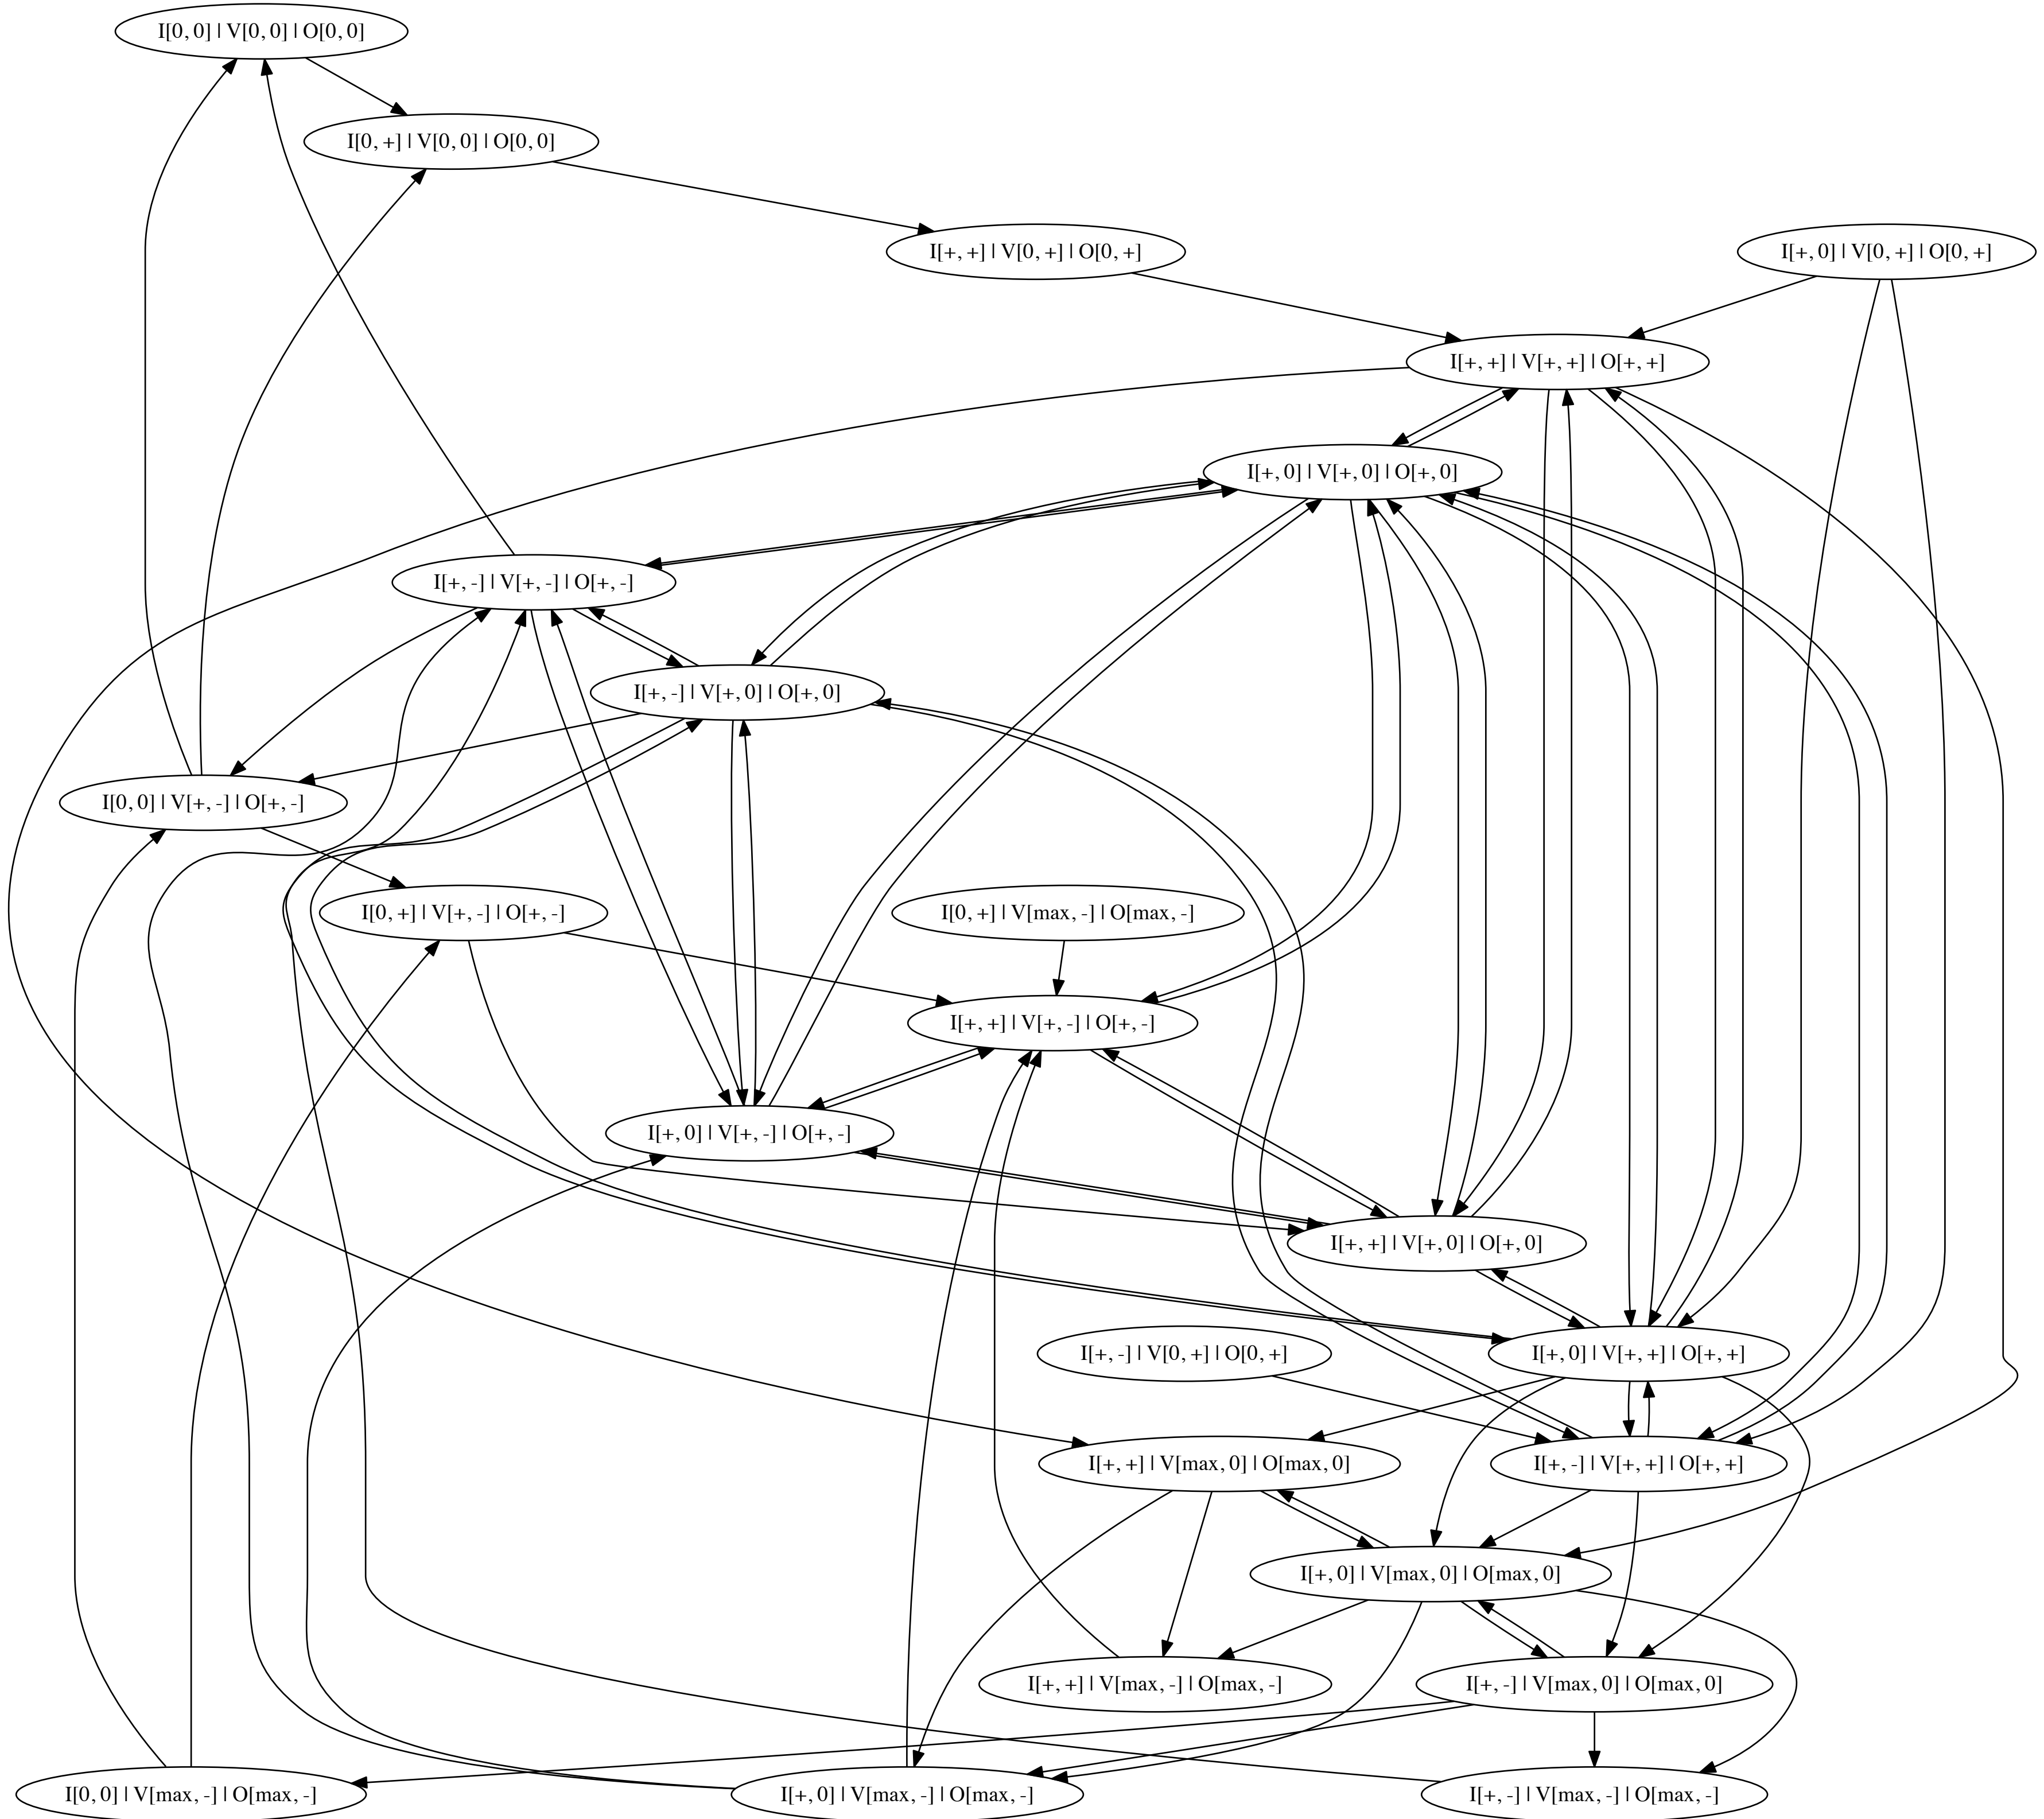 I[0, 0] | V[0, 0] | O[0, 0]
I[0, +] | V[0, 0] | O[0, 0]
I[+, +] | V[0, +] | O[0, +]
I[+, 0] | V[0, +] | O[0, +]
I[+, +] | V[+, +] | O[+, +]
I[+, 0] | V[+, 0] | O[+, 0]
I[+, -] | V[+, -] | O[+, -]
I[+, -] | V[+, 0] | O[+, 0]
I[0, 0] | V[+, -] | O[+, -]
I[0, +] | V[+, -] | O[+, -]
I[0, +] | V[max, -] | O[max, -]
I[+, +] | V[+, -] | O[+, -]
I[+, 0] | V[+, -] | O[+, -]
I[+, +] | V[+, 0] | O[+, 0]
I[+, -] | V[0, +] | O[0, +]
I[+, 0] | V[+, +] | O[+, +]
I[+, +] | V[max, 0] | O[max, 0]
I[+, -] | V[+, +] | O[+, +]
I[+, 0] | V[max, 0] | O[max, 0]
I[+, +] | V[max, -] | O[max, -]
I[+, -] | V[max, 0] | O[max, 0]
I[0, 0] | V[max, -] | O[max, -]
I[+, 0] | V[max, -] | O[max, -]
I[+, -] | V[max, -] | O[max, -]